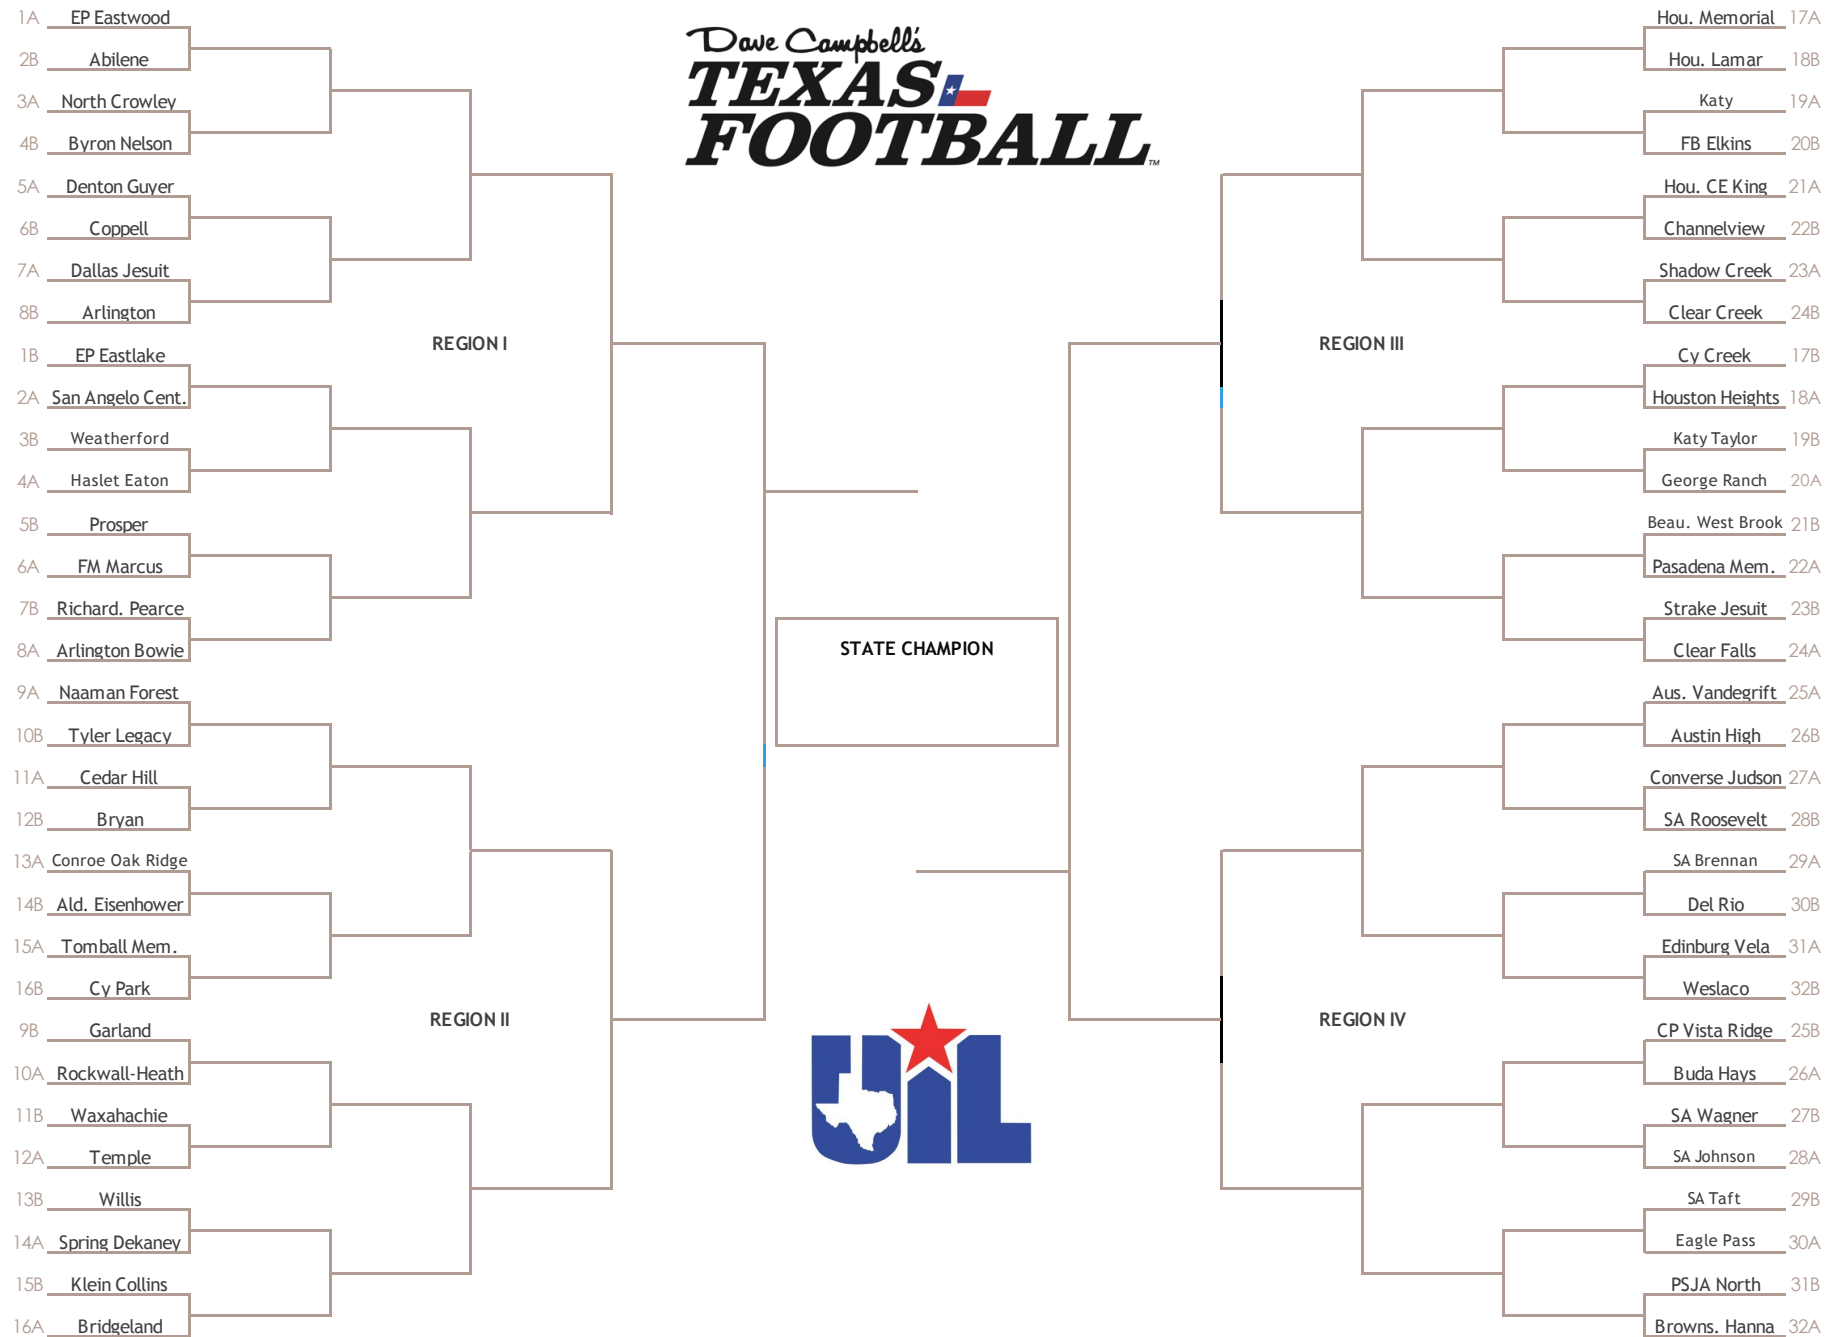 Dave Campbell's
TEXAS
FOOTBALL™
1A EP Eastwood
2B Abilene
3A North Crowley
4B Byron Nelson
5A Denton Guyer
6B Coppell
7A Dallas Jesuit
8B Arlington
REGION I
1B EP Eastlake
2A San Angelo Cent.
3B Weatherford
4A Haslet Eaton
5B Prosper
6A FM Marcus
7B Richard. Pearce
8A Arlington Bowie
9A Naaman Forest
10B Tyler Legacy
11A Cedar Hill
12B Bryan
13A Conroe Oak Ridge
14B Ald. Eisenhower
15A Tomball Mem.
16B Cy Park
REGION II
9B Garland
10A Rockwall-Heath
11B Waxahachie
12A Temple
13B Willis
14A Spring Dekaney
15B Klein Collins
16A Bridgeland
STATE CHAMPION
UIL
Hou. Memorial 17A
Hou. Lamar 18B
Katy 19A
FB Elkins 20B
Hou. CE King 21A
Channelview 22B
Shadow Creek 23A
Clear Creek 24B
REGION III
Cy Creek 17B
Houston Heights 18A
Katy Taylor 19B
George Ranch 20A
Beau. West Brook 21B
Pasadena Mem. 22A
Strake Jesuit 23B
Clear Falls 24A
Aus. Vandegrift 25A
Austin High 26B
Converse Judson 27A
SA Roosevelt 28B
SA Brennan 29A
Del Rio 30B
Edinburg Vela 31A
Weslaco 32B
REGION IV
CP Vista Ridge 25B
Buda Hays 26A
SA Wagner 27B
SA Johnson 28A
SA Taft 29B
Eagle Pass 30A
PSJA North 31B
Browns. Hanna 32A